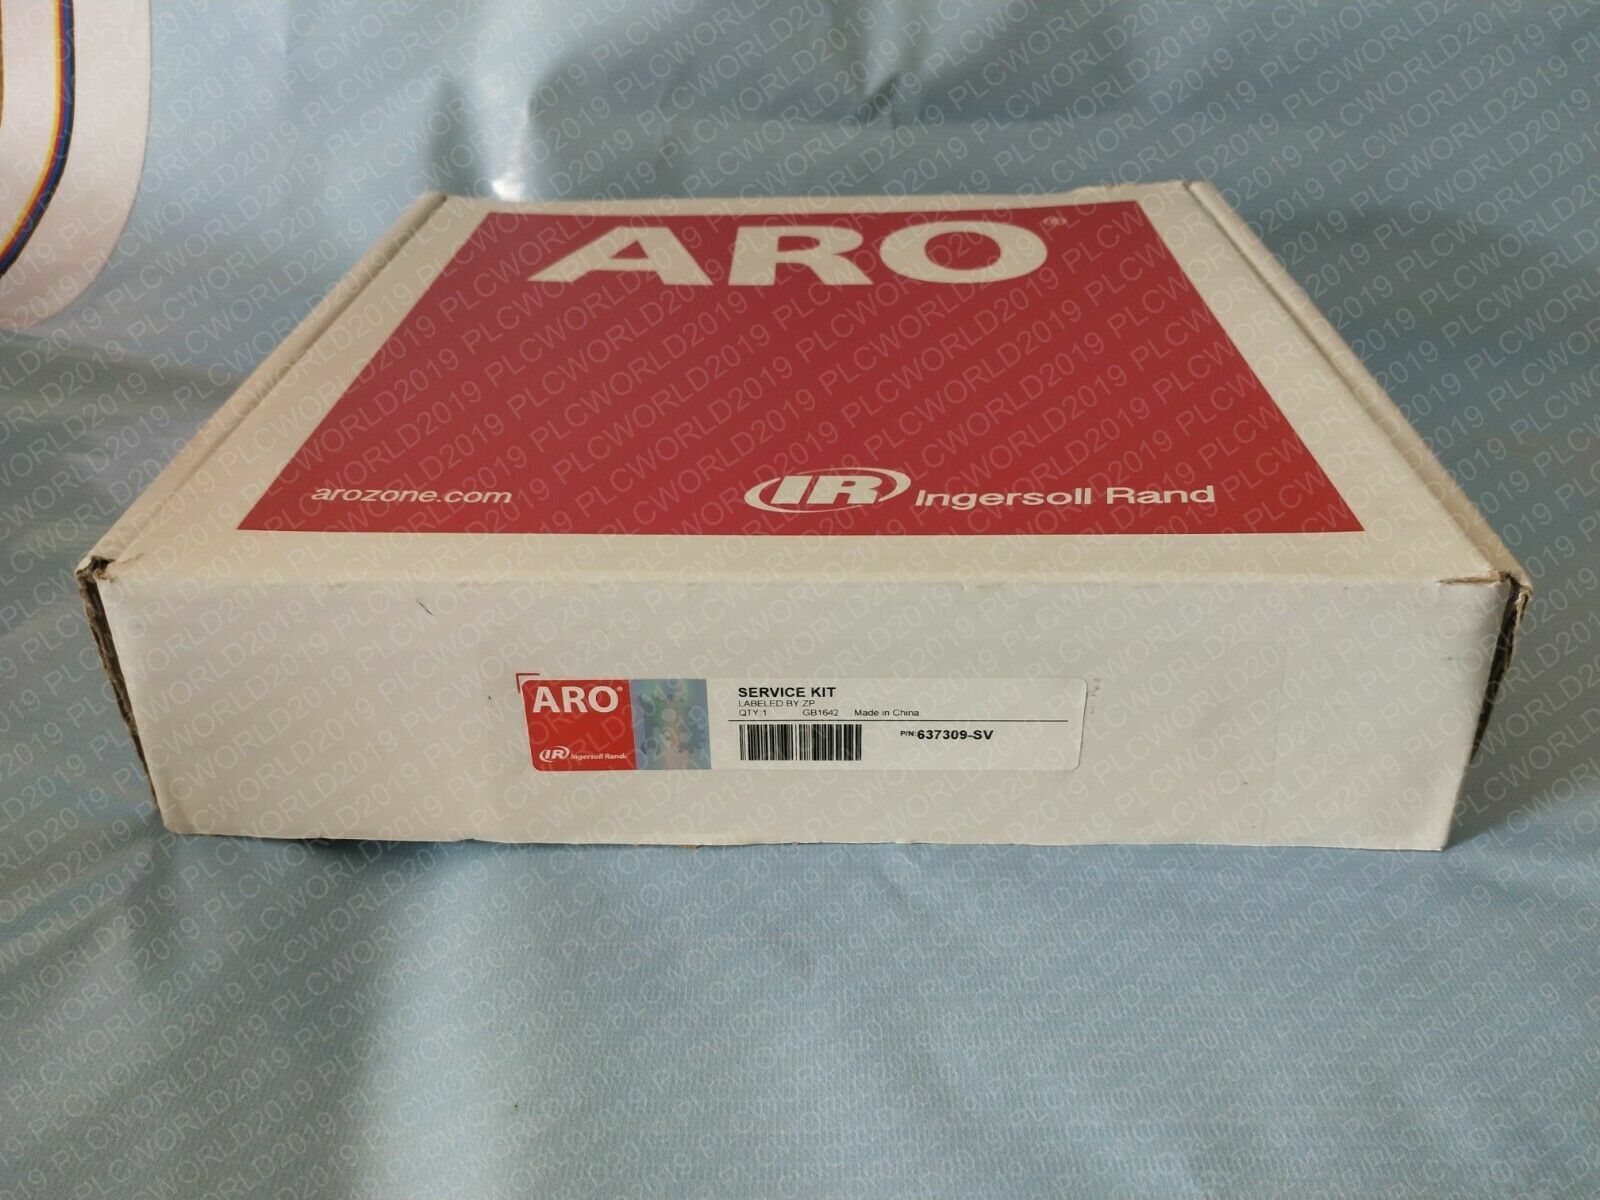 ARO®
arozone.com
IR Ingersoll Rand
ARO®
IR Ingersoll Rand®
SERVICE KIT
LABELED BY:ZP
QTY:1 GB1642 Made in China
P/N:637309-SV
PLCWORLD2019